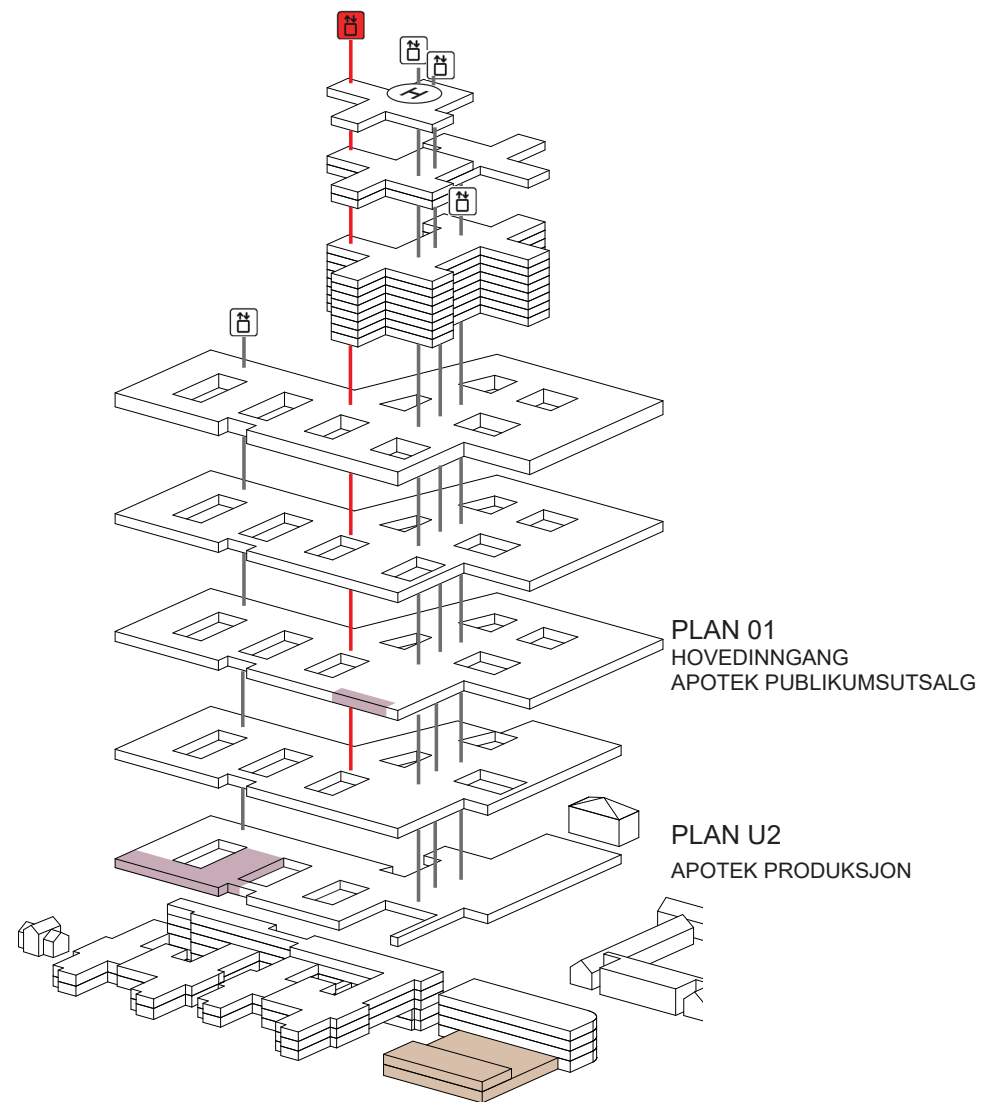 H
PLAN 01
HOVEDINNGANG
APOTEK PUBLIKUMSUTSALG
PLAN U2
APOTEK PRODUKSJON